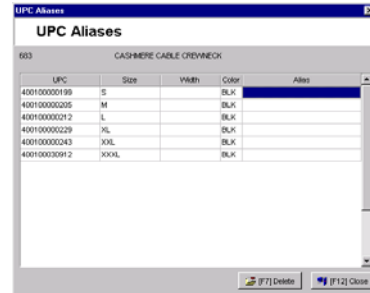 UPC Aliases
UPC Aliases
683 CASHMERE CABLE CREWNECK
UPC Size Width Color Alias
400100000199 S BLK
400100000205 M BLK
400100000212 L BLK
400100000229 XL BLK
400100000243 XXL BLK
400100030912 XXXL BLK
[F7] Delete [F12] Close